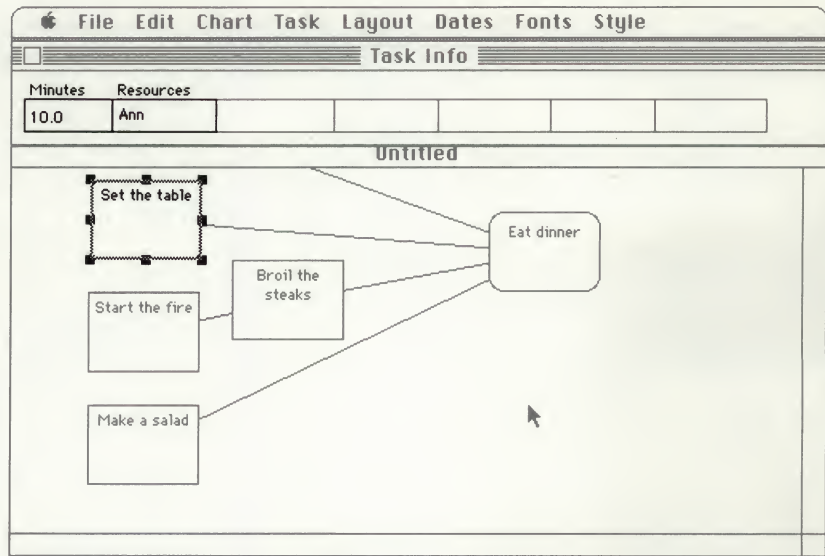 File Edit Chart Task Layout Dates Fonts Style
Task Info
Minutes Resources
10.0 Ann
Untitled
Set the table
Eat dinner
Broil the
steaks
Start the fire
Make a salad